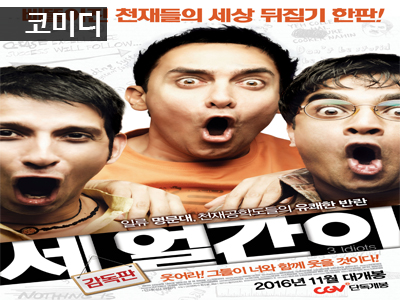 코미디
천재들의 세상 뒤집기 한판!
일류 명문대, 천재공학도들의 유쾌한 반란
3 Idiots
세 얼간이
감독판
웃어라! 그들이 너와 함께 웃을 것이다!
2016년 11월 대개봉
CGV 단독개봉